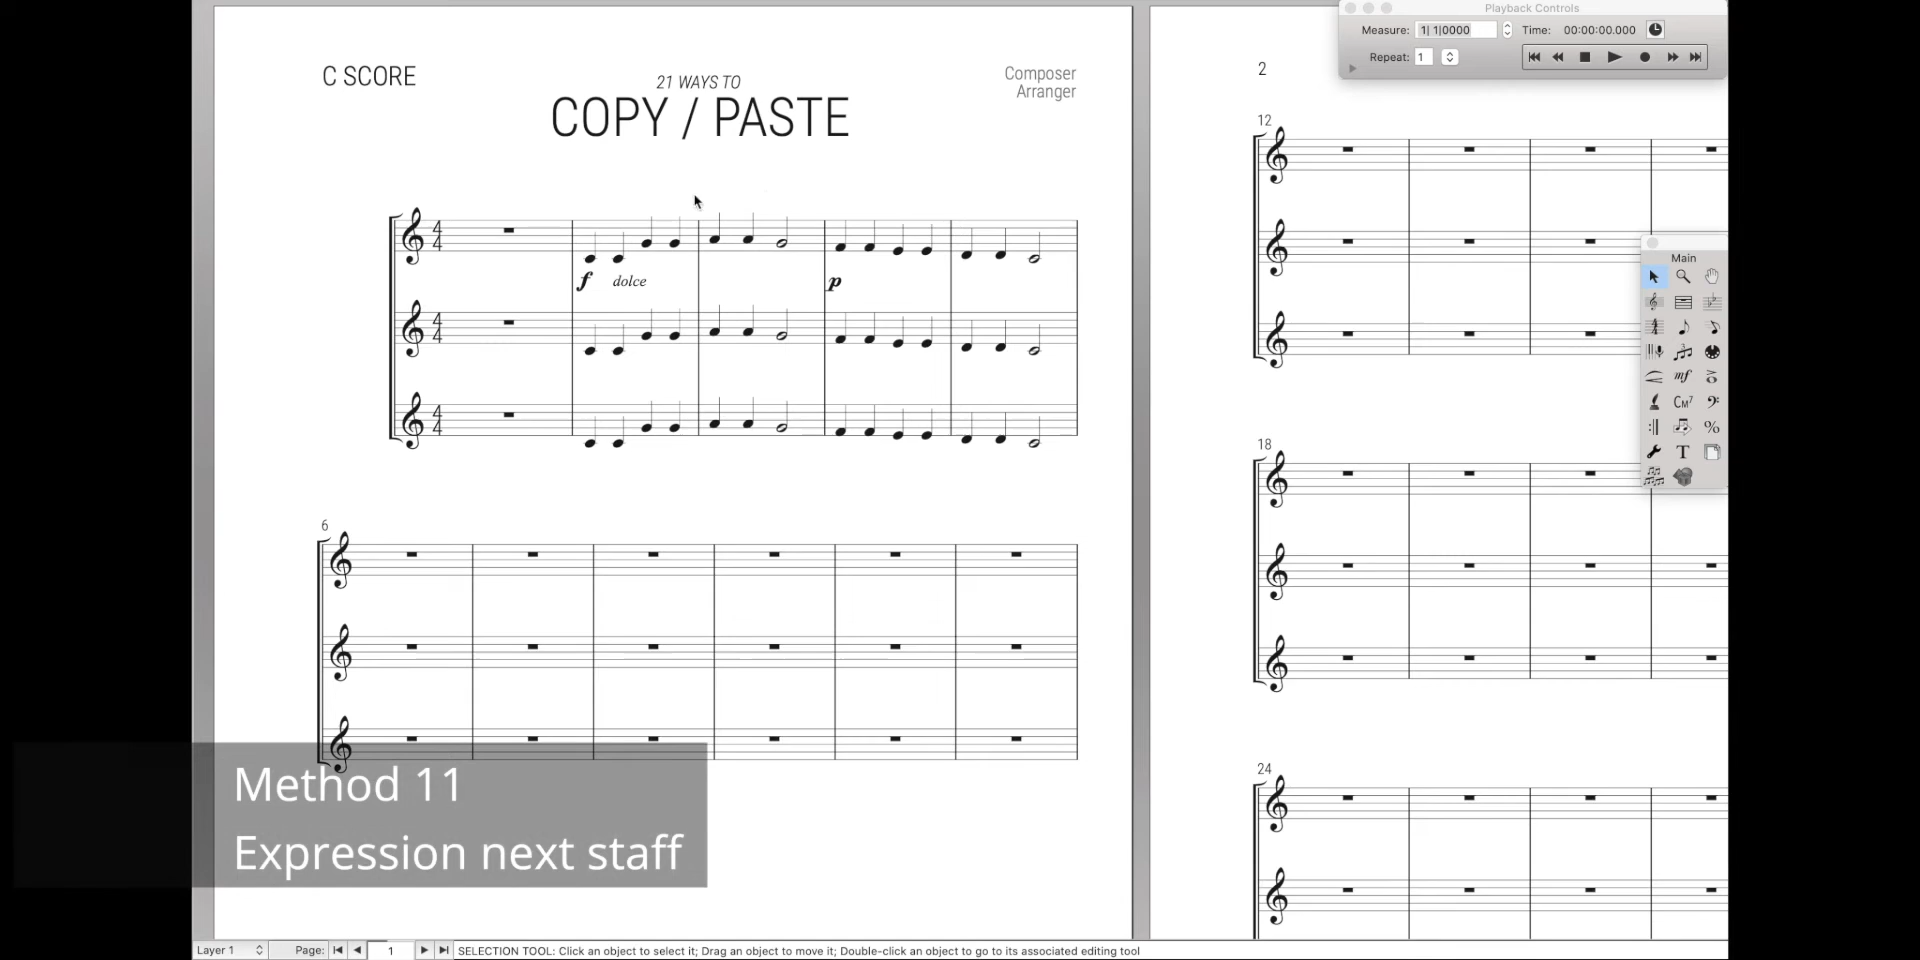 C SCORE
21 WAYS TO
COPY / PASTE
Composer
Arranger
f dolce
p
6
2
12
18
24
Playback Controls
Measure: 1| 1|0000 Time: 00:00:00.000
Repeat: 1
Main
mf
CM7
%
T
Method 11
Expression next staff
Layer 1 Page: 1 SELECTION TOOL: Click an object to select it; Drag an object to move it; Double-click an object to go to its associated editing tool